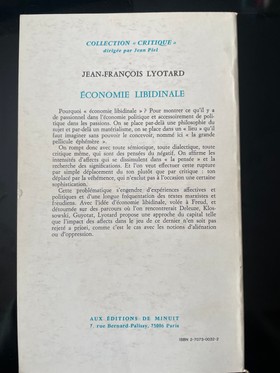 COLLECTION « CRITIQUE »
dirigée par Jean Piel
JEAN-FRANÇOIS LYOTARD
ÉCONOMIE LIBIDINALE
Pourquoi « économie libidinale » ? Pour montrer ce qu'il y a
de passionnel dans l'économie politique et accessoirement de poli-
tique dans les passions. On se place par-delà une philosophie du
sujet et par-delà un matérialisme, on se place dans un « lieu » qu'il
faut imaginer sans pouvoir le concevoir, nommé ici « la grande
pellicule éphémère ».
On rompt donc avec toute sémiotique, toute dialectique, toute
critique même, qui sont des pensées du négatif. On affirme les
intensités d'affects qui se dissimulent dans « la pensée » et la
recherche des significations. Et l'on veut effectuer cette rupture
par simple déplacement du ton plutôt que par critique : ton
déplacé par la véhémence, qui n'exclut pas à l'occasion une certaine
sophistication.
Cette problématique s'engendre d'expériences affectives et
politiques et d'une longue fréquentation des textes marxistes et
freudiens. Avec l'idée d'économie libidinale, volée à Freud, et
détournée sur des parcours où l'on rencontrerait Deleuze, Klos-
sowski, Guyotat, Lyotard propose une approche du capital telle
que l'impact des affects dans le jeu de ce dernier n'en soit pas
rejeté a priori, comme c'est le cas avec les notions d'aliénation
ou d'oppression.
AUX ÉDITIONS DE MINUIT
7, rue Bernard-Palissy, 75006 Paris